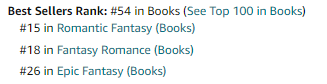 Best Sellers Rank: #54 in Books (See Top 100 in Books)
#15 in Romantic Fantasy (Books)
#18 in Fantasy Romance (Books)
#26 in Epic Fantasy (Books)